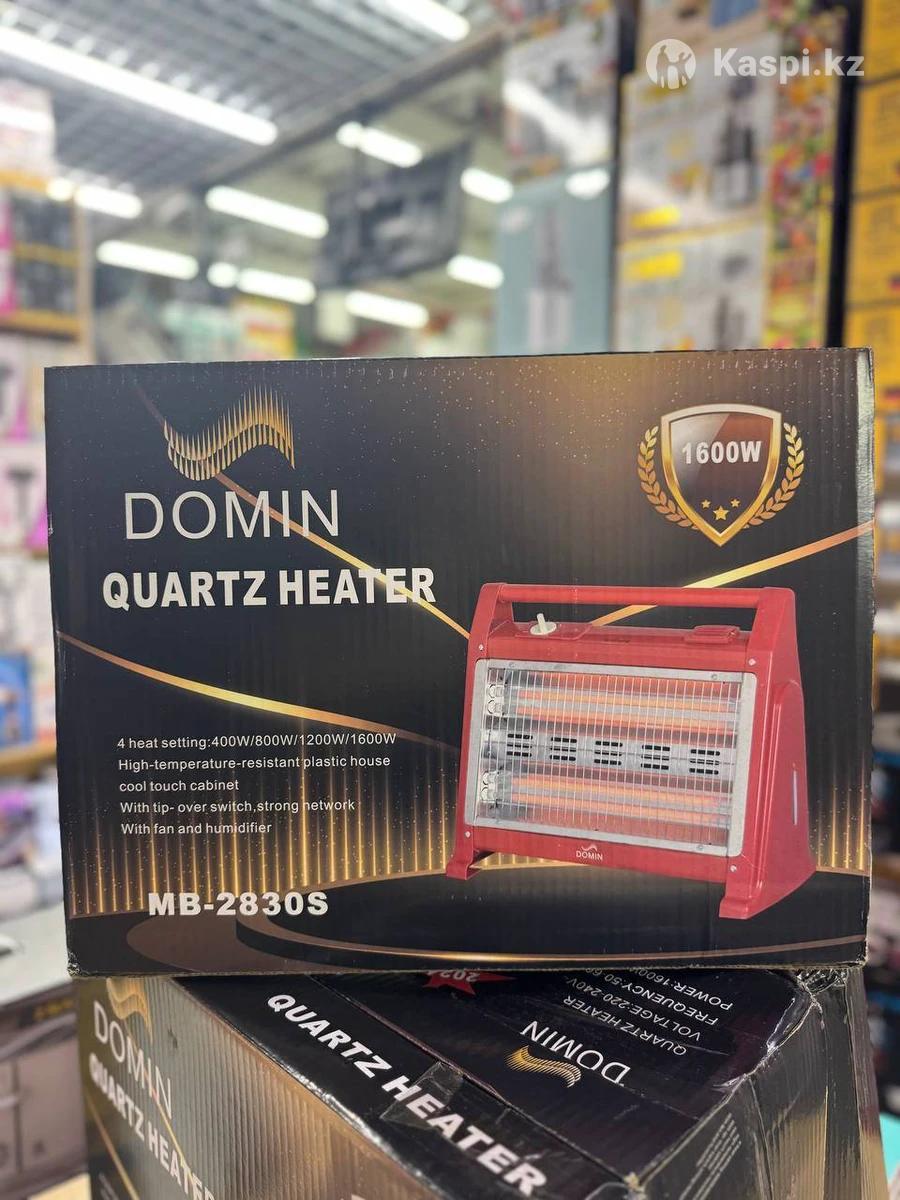 Kaspi.kz
1600W
DOMIN
QUARTZ HEATER
4 heat setting:400W/800W/1200W/1600W
High-temperature-resistant plastic house
cool touch cabinet
With tip- over switch,strong network
With fan and humidifier
DOMIN
MB-2830S
DOMIN
QUARTZ HEATER
QUARTZ HEATER
DOMIN
QUARTZ HEATER
VOLTAGE:220-240V